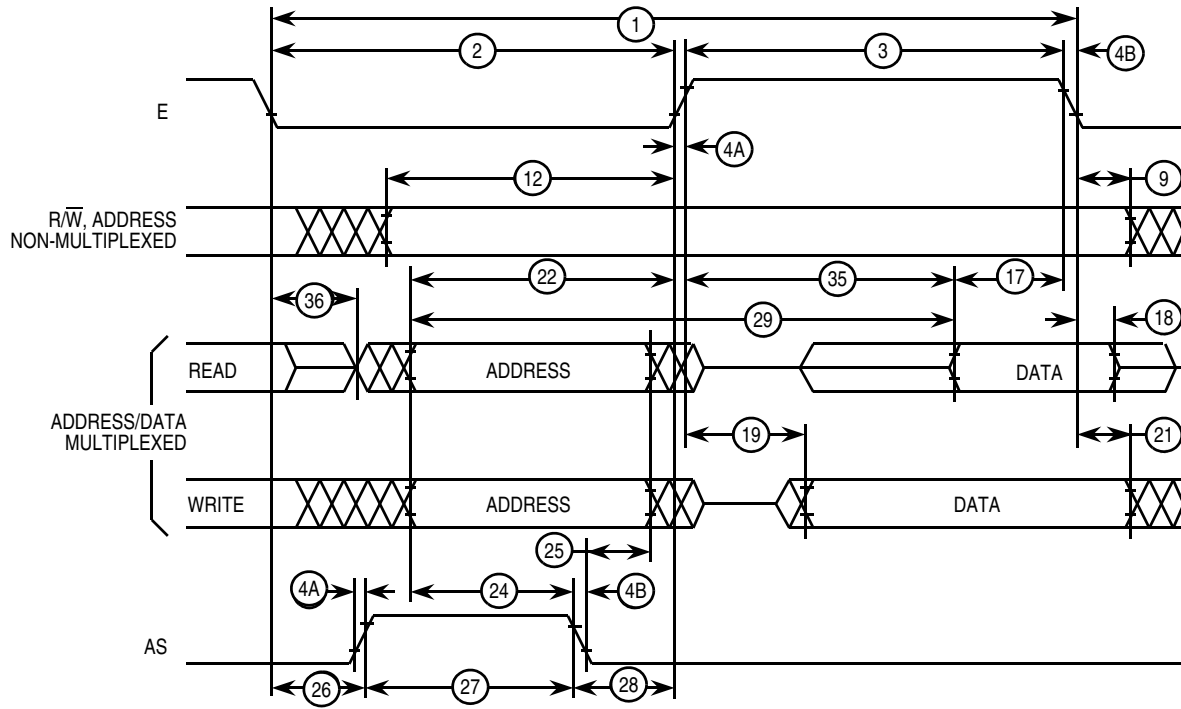 1
2
3
4B
E
4A
12
9
R/W̅, ADDRESS
NON-MULTIPLEXED
22
35
17
36
29
18
READ
ADDRESS
DATA
ADDRESS/DATA
MULTIPLEXED
19
21
WRITE
ADDRESS
DATA
25
4A
24
4B
AS
26
27
28